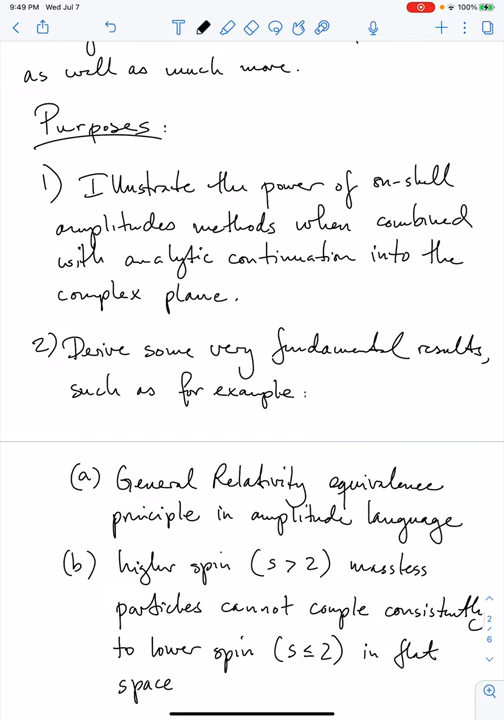 9:49 PM Wed Jul 7
100%
as well as much more.
Purposes:
1) Illustrate the power of on-shell
amplitudes methods when combined
with analytic continuation into the
complex plane.
2) Derive some very fundamental results,
such as for example:
(a) General Relativity equivalence
principle in amplitude language
(b) higher spin (s > 2) massless
particles cannot couple consistently
to lower spin (s ≤ 2) in flat
space
2
/
6